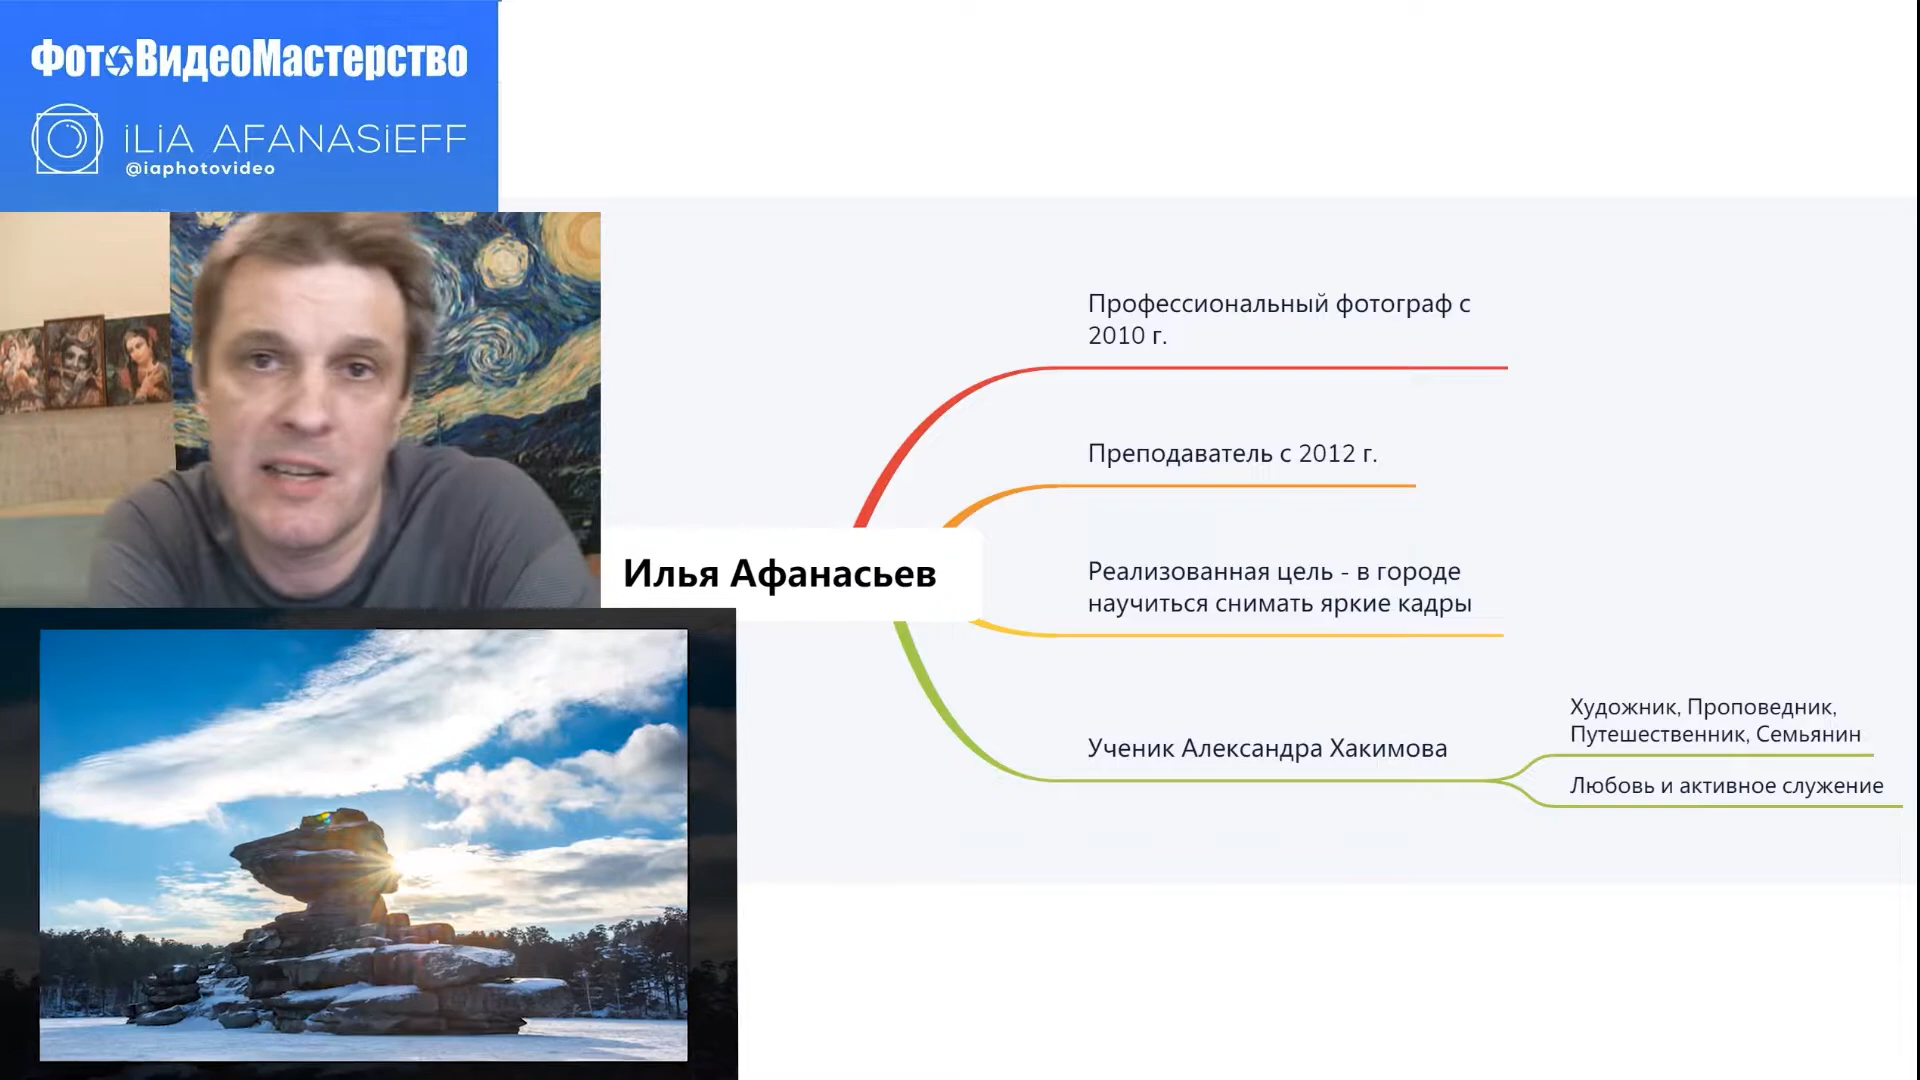 ФотоВидеоМастерство
iLiA AFANASiEFF
@iaphotovideo
Профессиональный фотограф с
2010 г.
Преподаватель с 2012 г.
Илья Афанасьев
Реализованная цель - в городе
научиться снимать яркие кадры
Ученик Александра Хакимова
Художник, Проповедник,
Путешественник, Семьянин
Любовь и активное служение